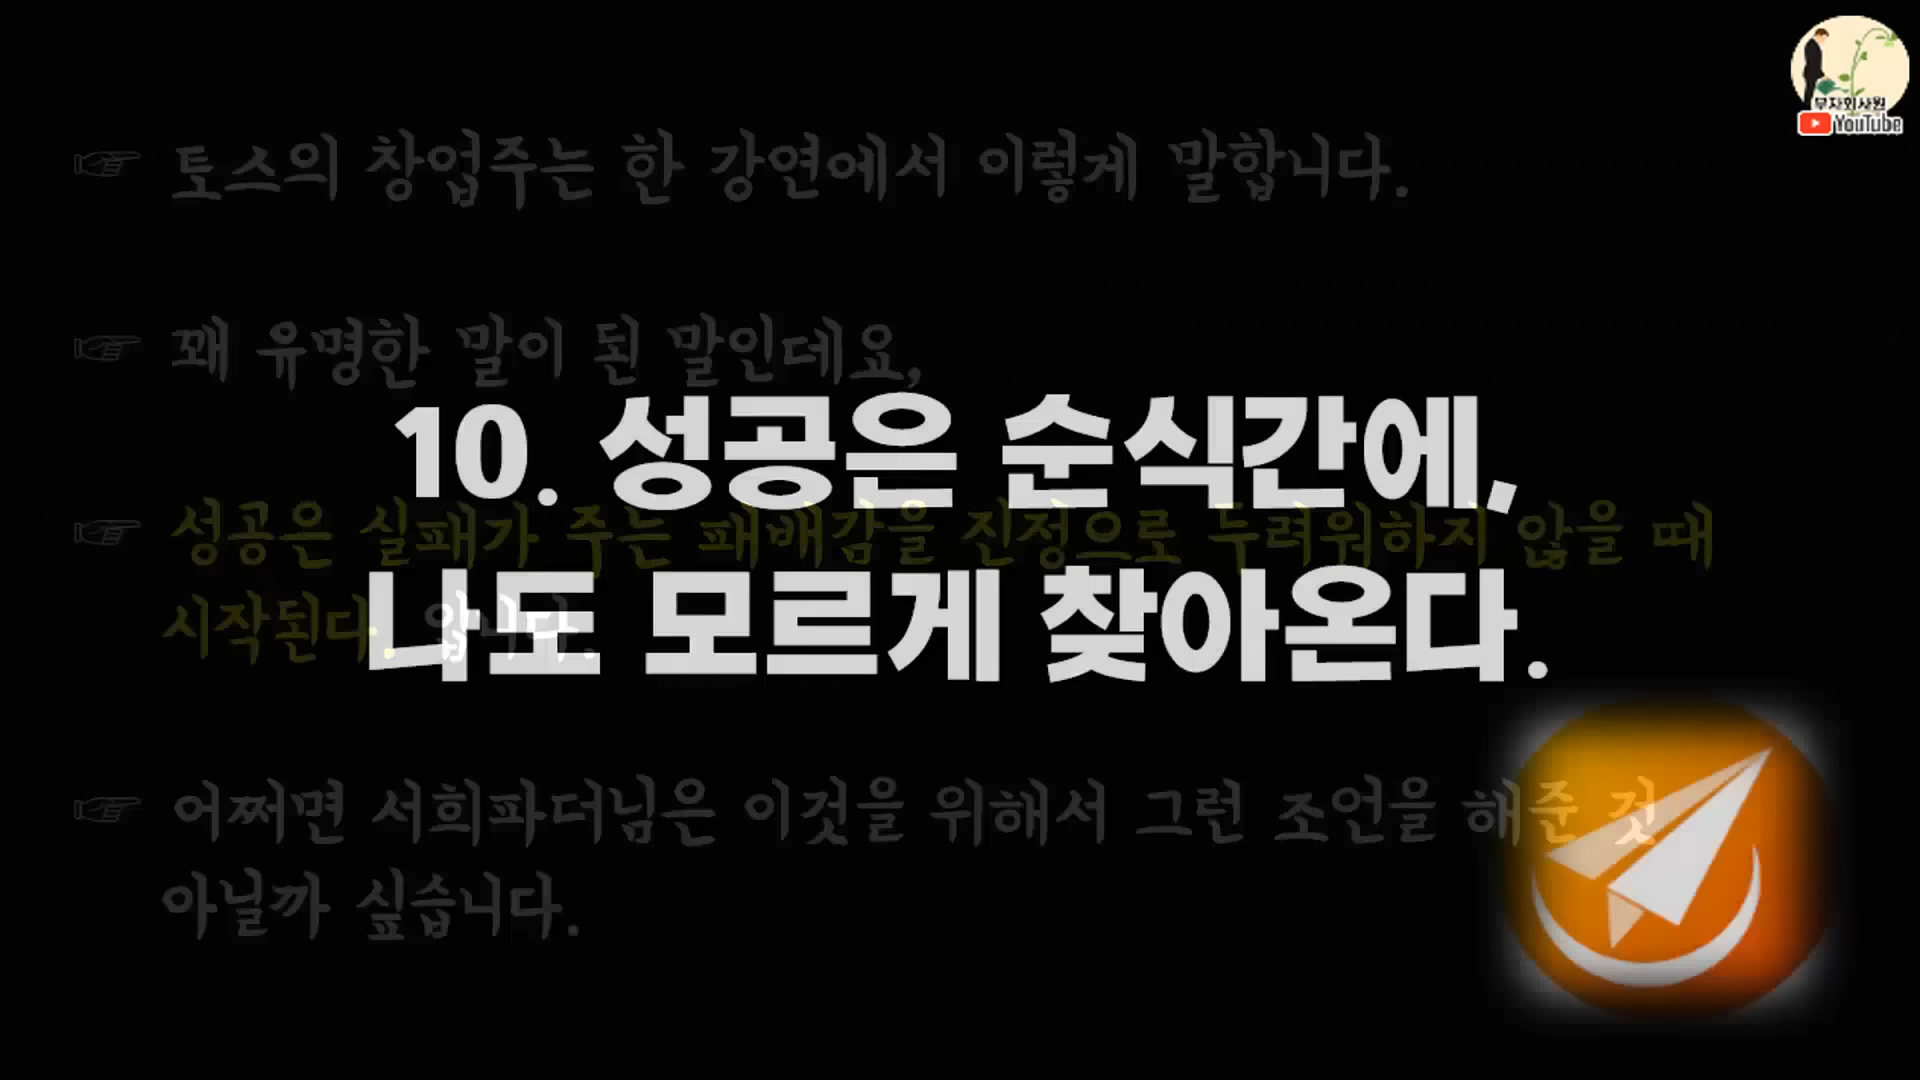 부자회사원
YouTube
☞ 토스의 창업주는 한 강연에서 이렇게 말합니다.
☞ 꽤 유명한 말이 된 말인데요,
10. 성공은 순식간에,
☞ 성공은 실패가 주는 패배감을 진정으로 두려워하지 않을 때
시작된다. 입니다.
나도 모르게 찾아온다.
☞ 어쩌면 서희파더님은 이것을 위해서 그런 조언을 해준 것
아닐까 싶습니다.